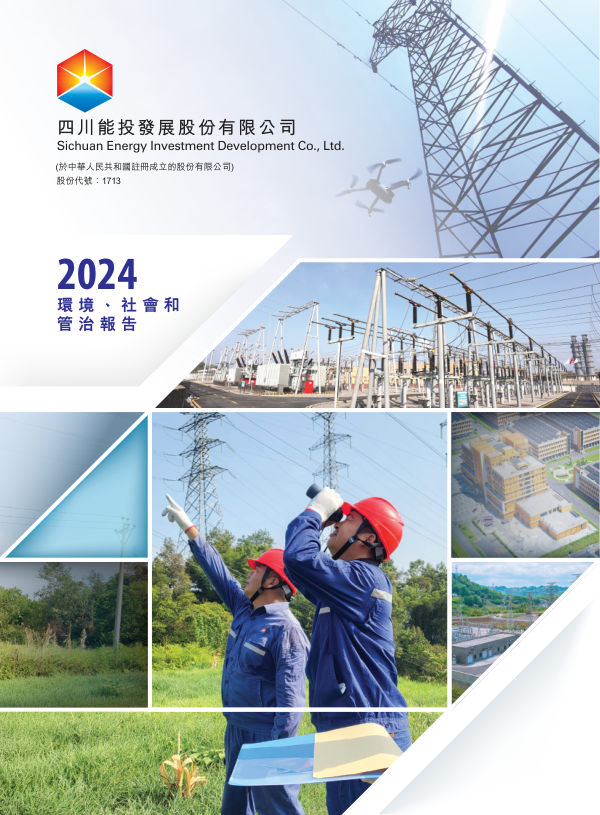 四川能投發展股份有限公司
Sichuan Energy Investment Development Co., Ltd.
(於中華人民共和國註冊成立的股份有限公司)
股份代號：1713
2024
環境、社會和
管治報告